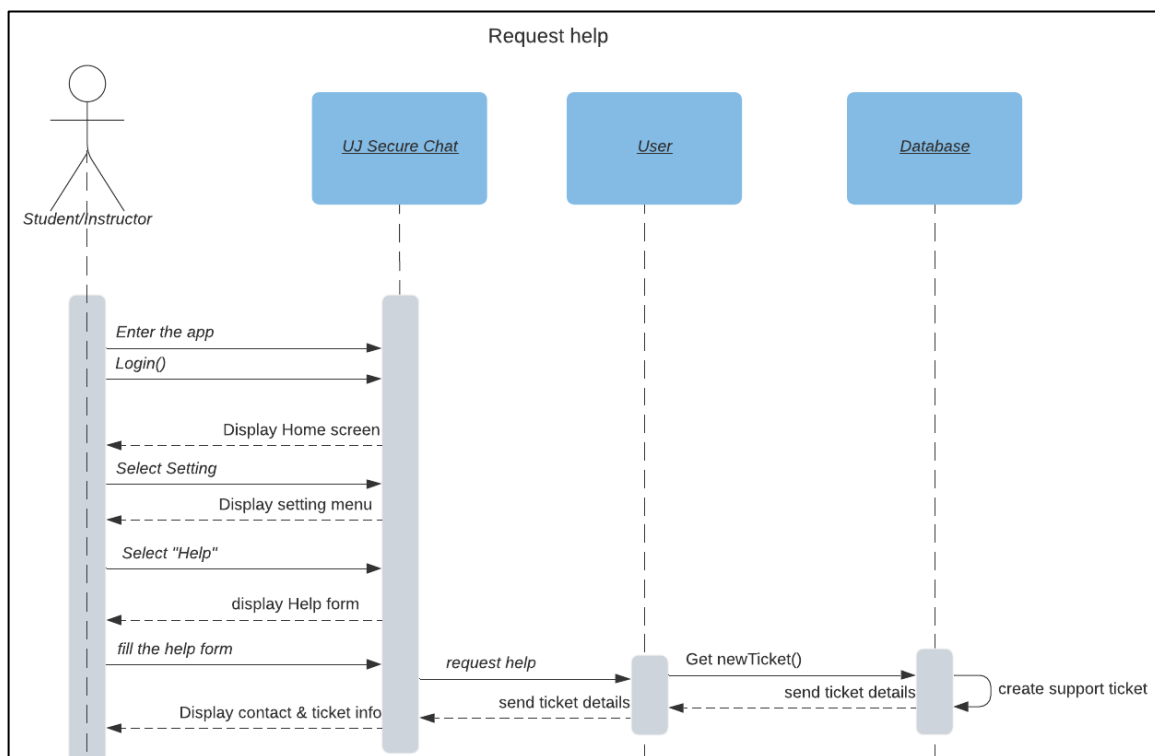 Request help
UJ Secure Chat
User
Database
Student/Instructor
Enter the app
Login()
Display Home screen
Select Setting
Display setting menu
Select "Help"
display Help form
fill the help form
request help
Get newTicket()
create support ticket
send ticket details
send ticket details
Display contact & ticket info